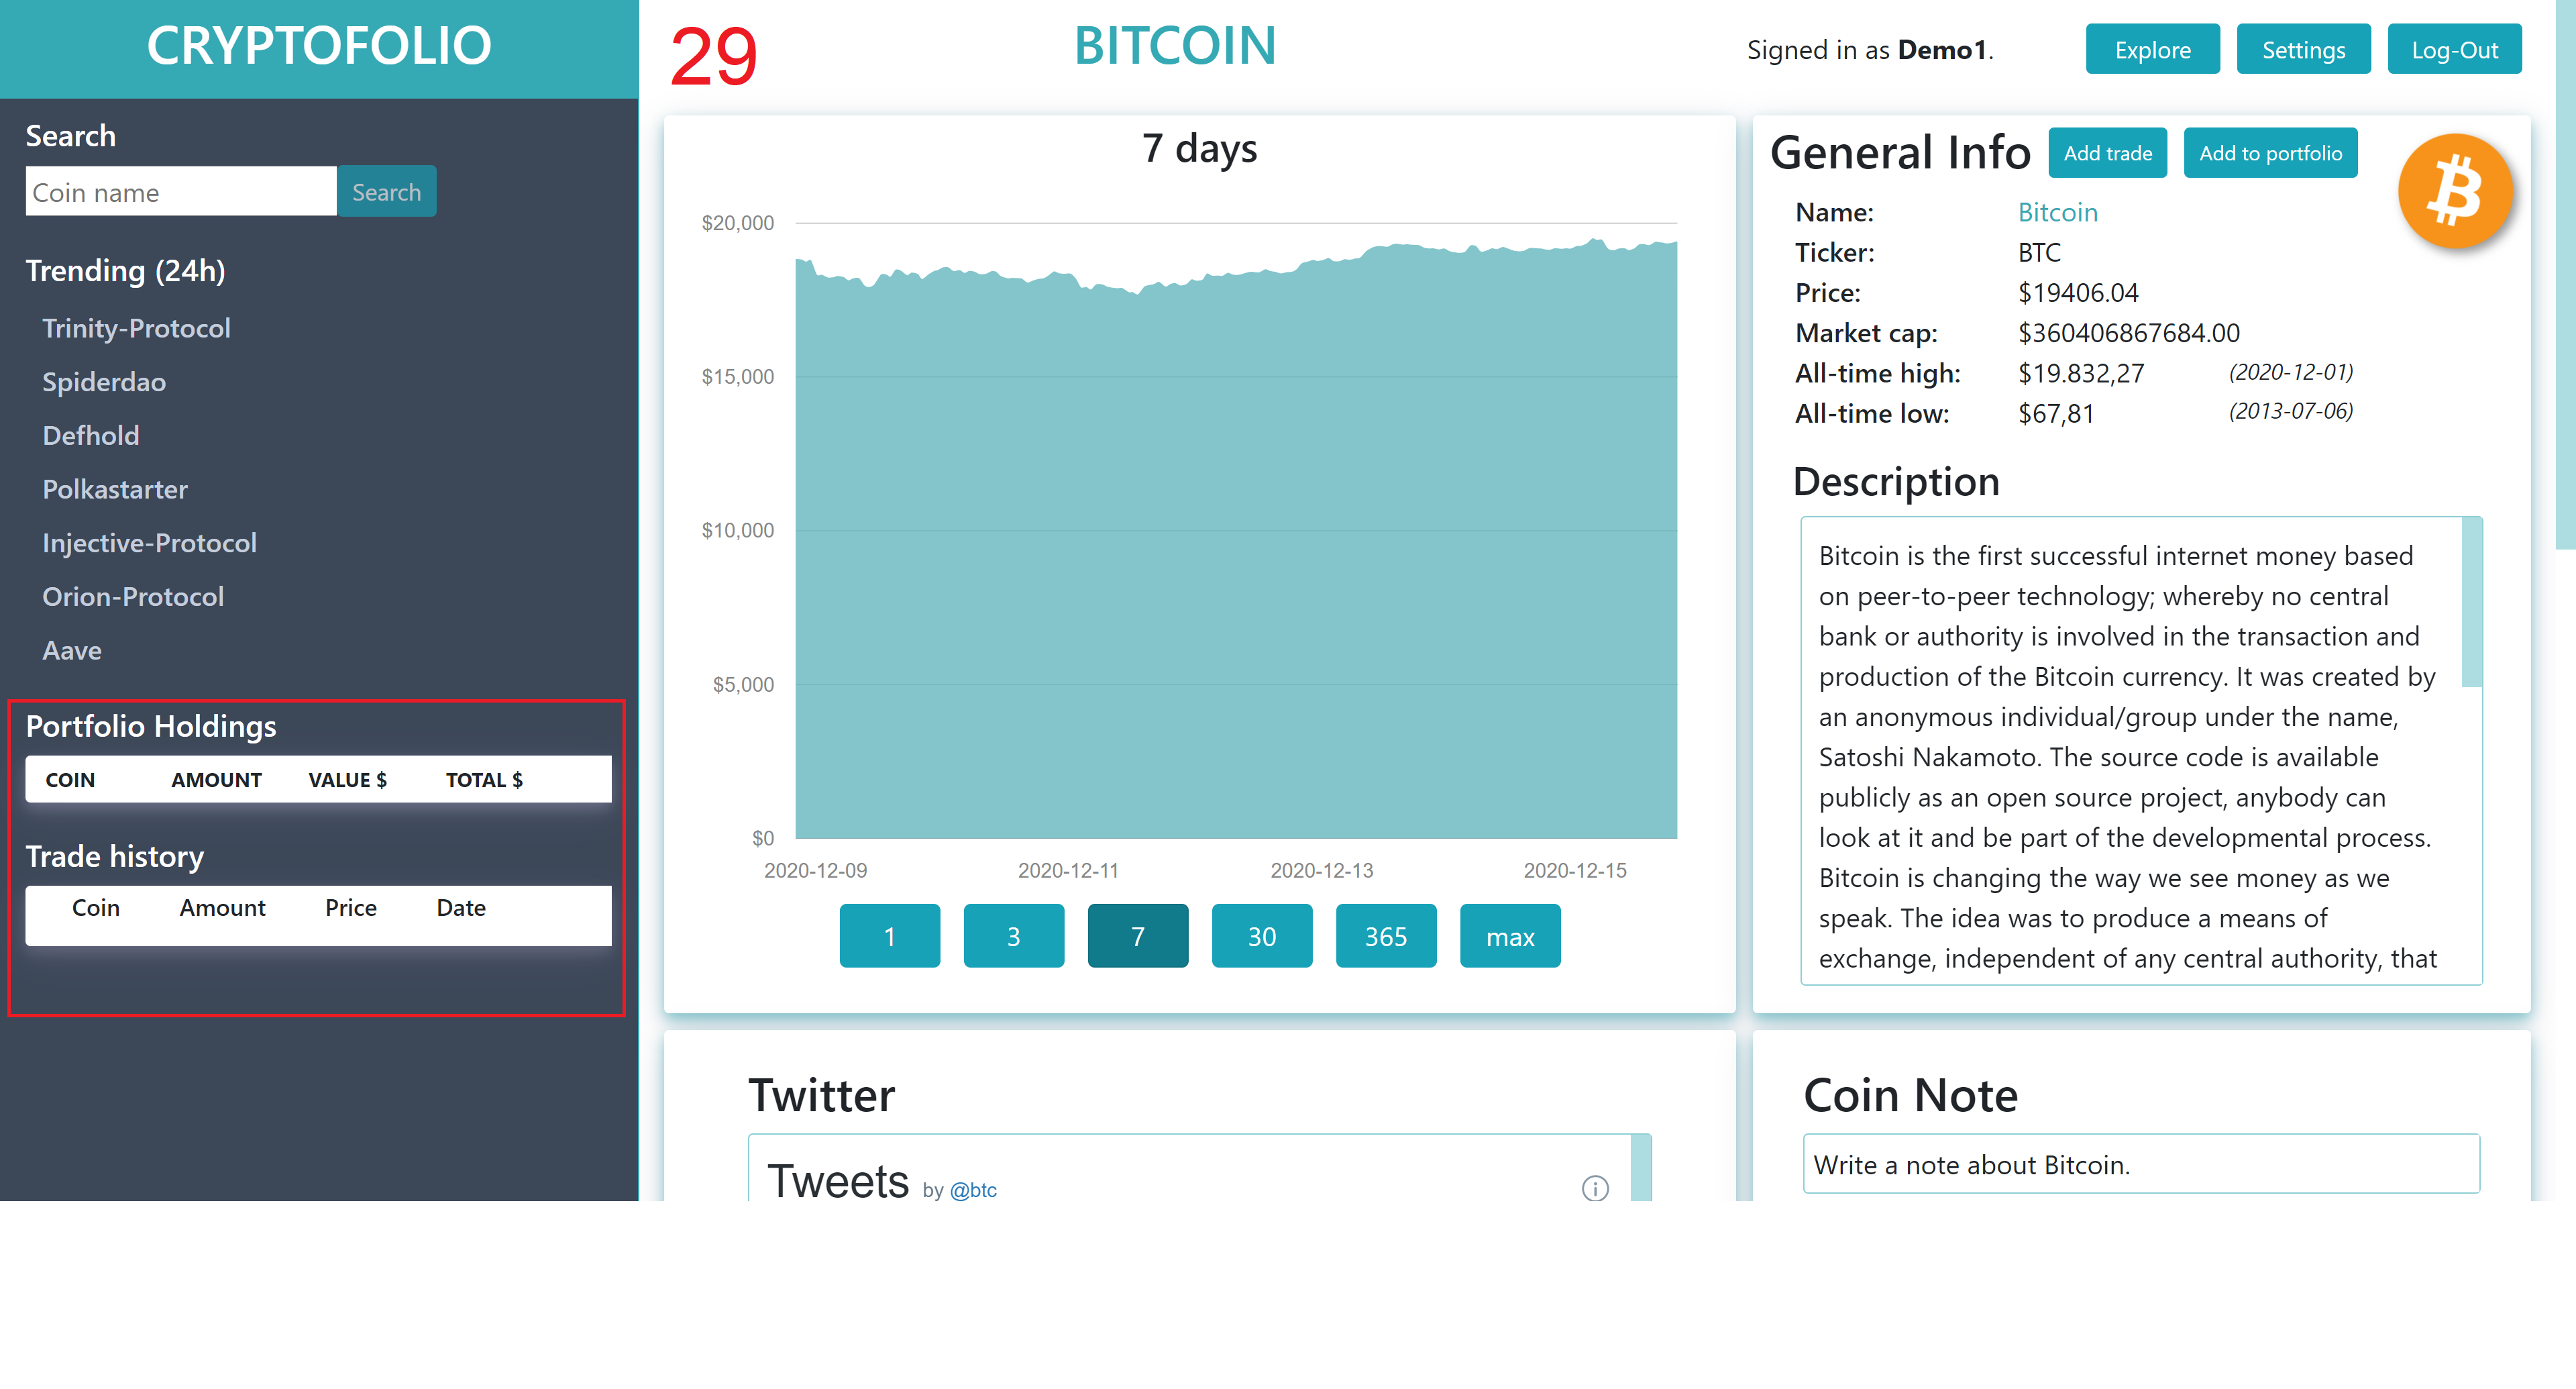 CRYPTOFOLIO
29
BITCOIN
Signed in as Demo1.
Explore
Settings
Log-Out
Search
Coin name
Search
Trending (24h)
Trinity-Protocol
Spiderdao
Defhold
Polkastarter
Injective-Protocol
Orion-Protocol
Aave
Portfolio Holdings
COIN AMOUNT VALUE $ TOTAL $
Trade history
Coin Amount Price Date
7 days
$20,000
$15,000
$10,000
$5,000
$0
2020-12-09 2020-12-11 2020-12-13 2020-12-15
1 3 7 30 365 max
General Info
Add trade
Add to portfolio
Name: Bitcoin
Ticker: BTC
Price: $19406.04
Market cap: $360406867684.00
All-time high: $19.832,27 (2020-12-01)
All-time low: $67,81 (2013-07-06)
Description
Bitcoin is the first successful internet money based
on peer-to-peer technology; whereby no central
bank or authority is involved in the transaction and
production of the Bitcoin currency. It was created by
an anonymous individual/group under the name,
Satoshi Nakamoto. The source code is available
publicly as an open source project, anybody can
look at it and be part of the developmental process.
Bitcoin is changing the way we see money as we
speak. The idea was to produce a means of
exchange, independent of any central authority, that
Twitter
Tweets by @btc
Coin Note
Write a note about Bitcoin.